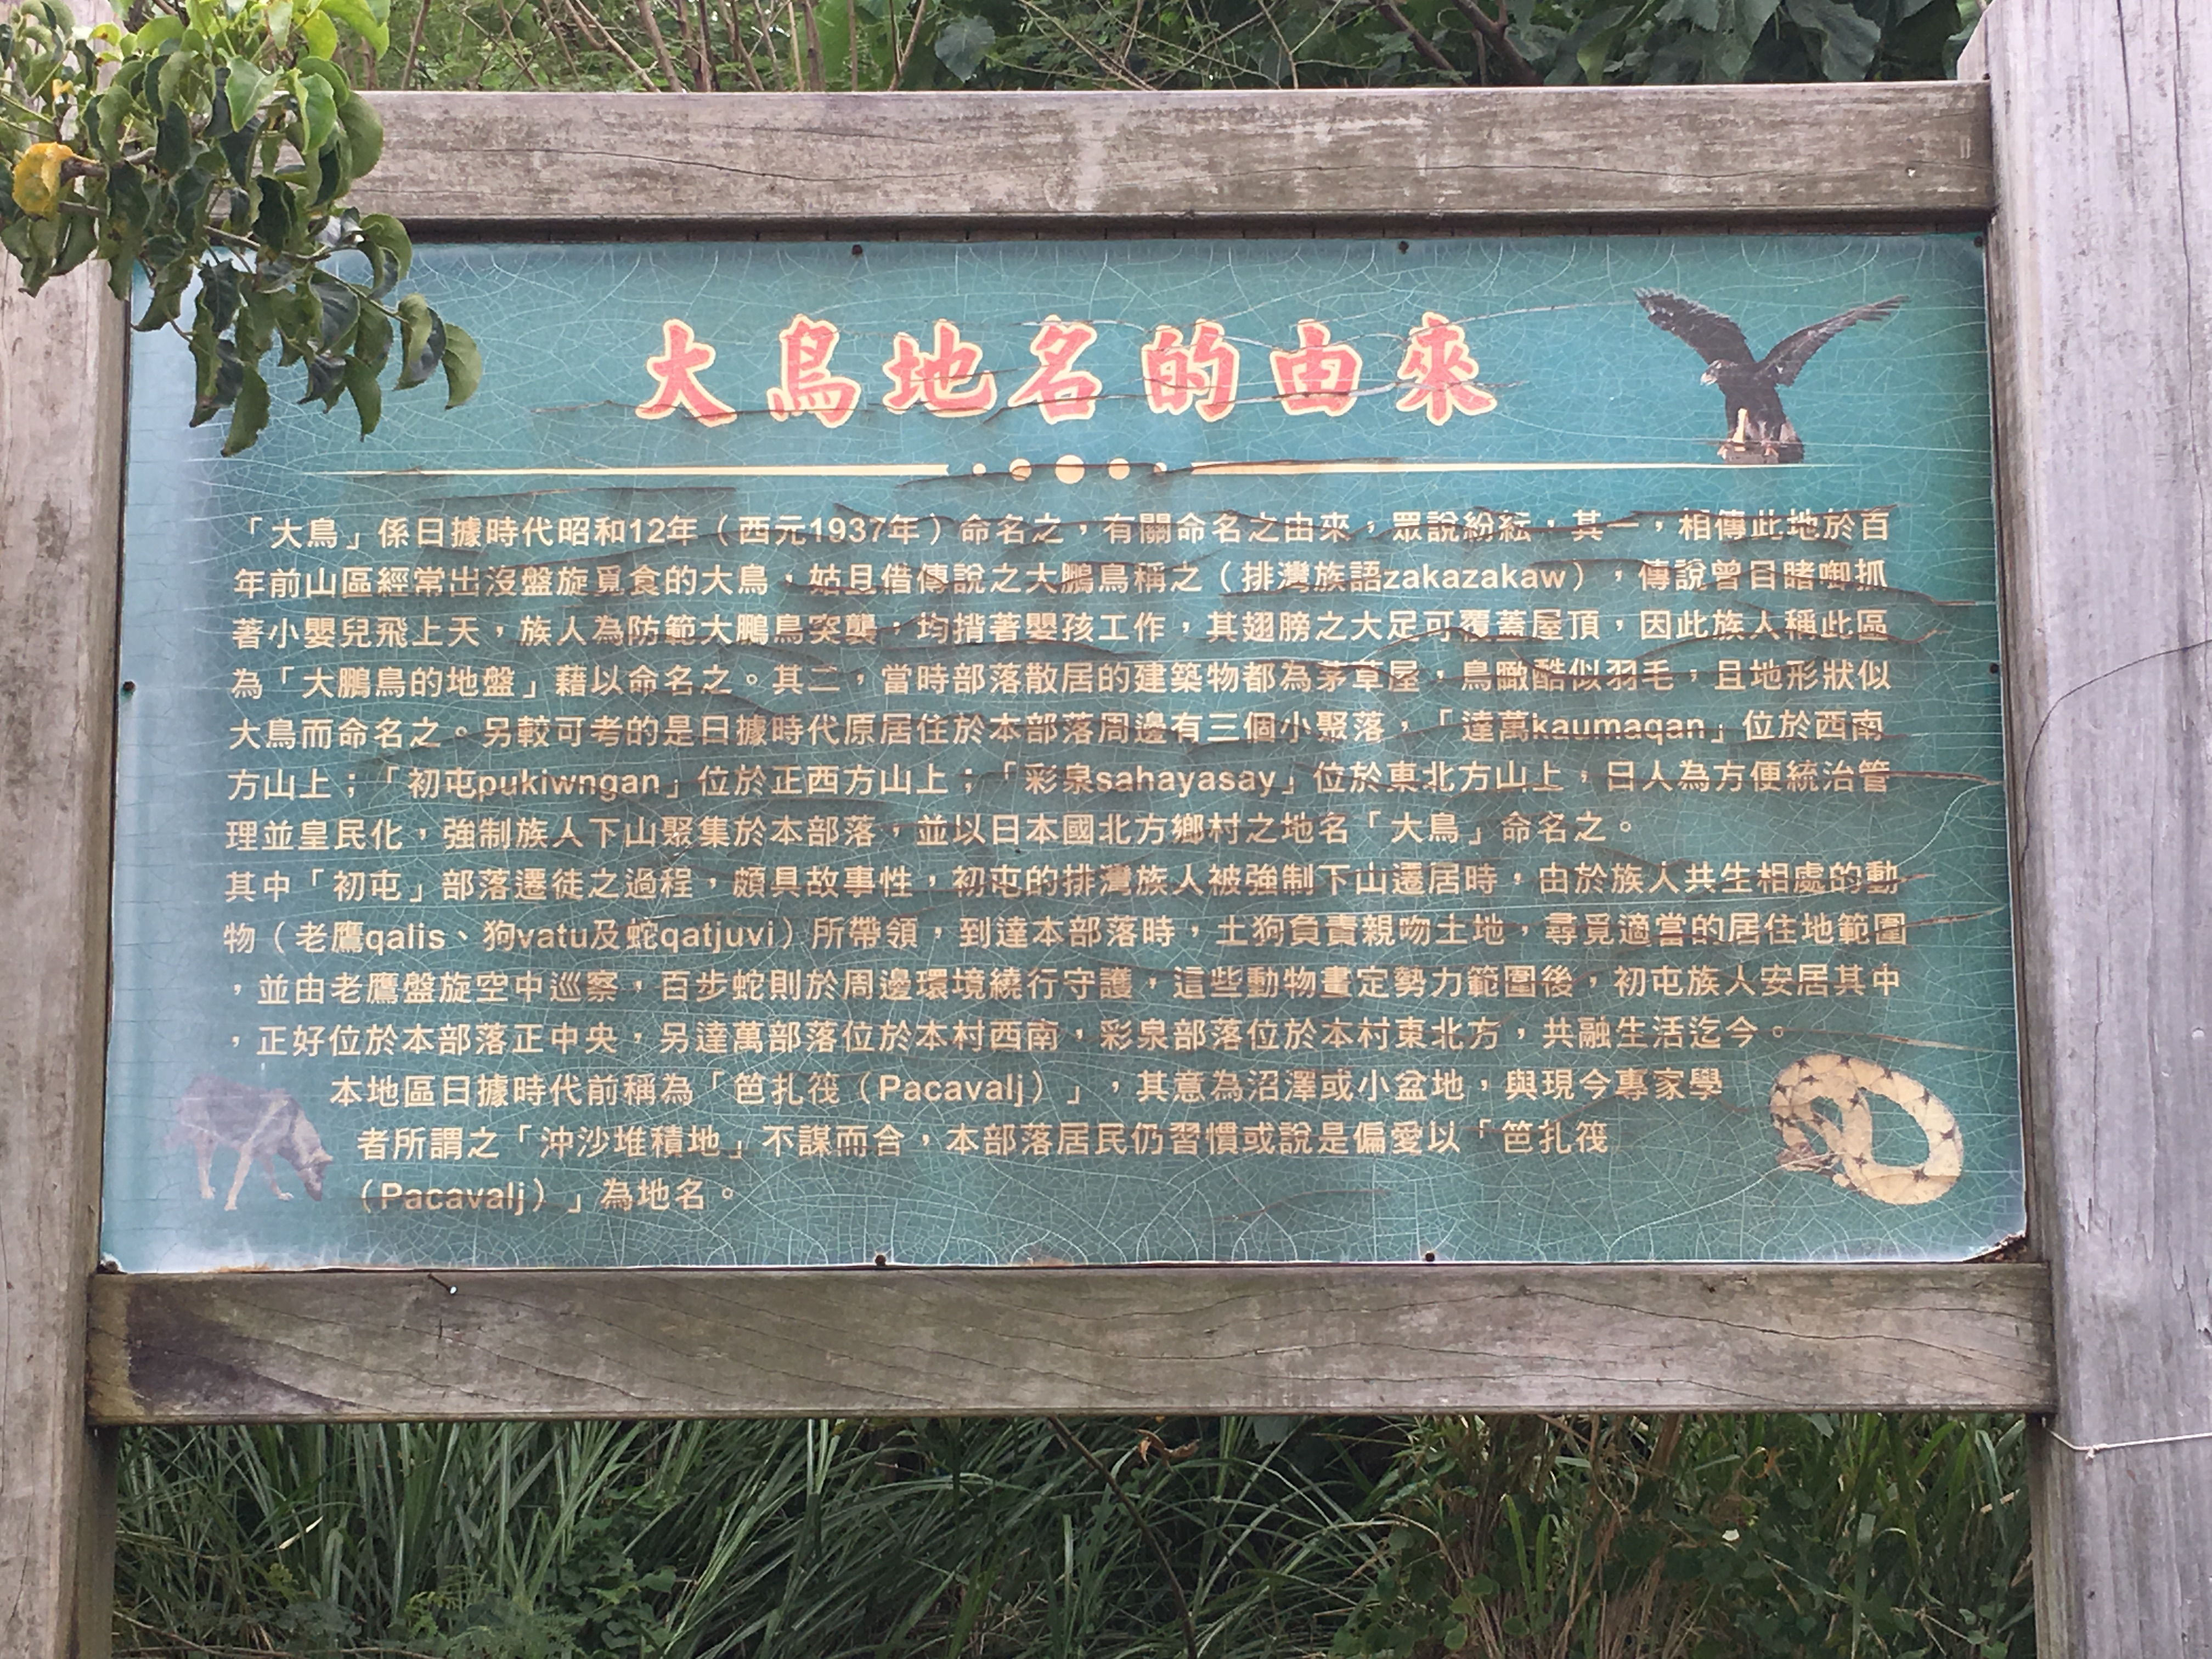 大鳥地名的由來
「大鳥」係日據時代昭和12年（西元1937年）命名之，有關命名之由來，眾說紛紜，其一，相傳此地於百
年前山區經常出沒盤旋覓食的大鳥，姑且借傳說之大鵬鳥稱之（排灣族語zakazakaw），傳說曾目睹啣抓
著小嬰兒飛上天，族人為防範大鵬鳥突襲，均揹著嬰孩工作，其翅膀之大足可覆蓋屋頂，因此族人稱此區
為「大鵬鳥的地盤」藉以命名之。其二，當時部落散居的建築物都為茅草屋，鳥瞰酷似羽毛，且地形狀似
大鳥而命名之。另較可考的是日據時代原居住於本部落周邊有三個小聚落，「達萬kaumaqan」位於西南
方山上；「初屯pukiwngan」位於正西方山上；「彩泉sahayasay」位於東北方山上，日人為方便統治管
理並皇民化，強制族人下山聚集於本部落，並以日本國北方鄉村之地名「大鳥」命名之。
其中「初屯」部落遷徒之過程，頗具故事性，初屯的排灣族人被強制下山遷居時，由於族人共生相處的動
物（老鷹qalis、狗vatu及蛇qatjuvi）所帶領，到達本部落時，土狗負責親吻土地，尋覓適當的居住地範圍
，並由老鷹盤旋空中巡察，百步蛇則於周邊環境繞行守護，這些動物畫定勢力範圍後，初屯族人安居其中
，正好位於本部落正中央，另達萬部落位於本村西南，彩泉部落位於本村東北方，共融生活迄今。
本地區日據時代前稱為「笆扎筏（Pacavalj）」，其意為沼澤或小盆地，與現今專家學
者所謂之「沖沙堆積地」不謀而合，本部落居民仍習慣或說是偏愛以「笆扎筏
（Pacavalj）」為地名。